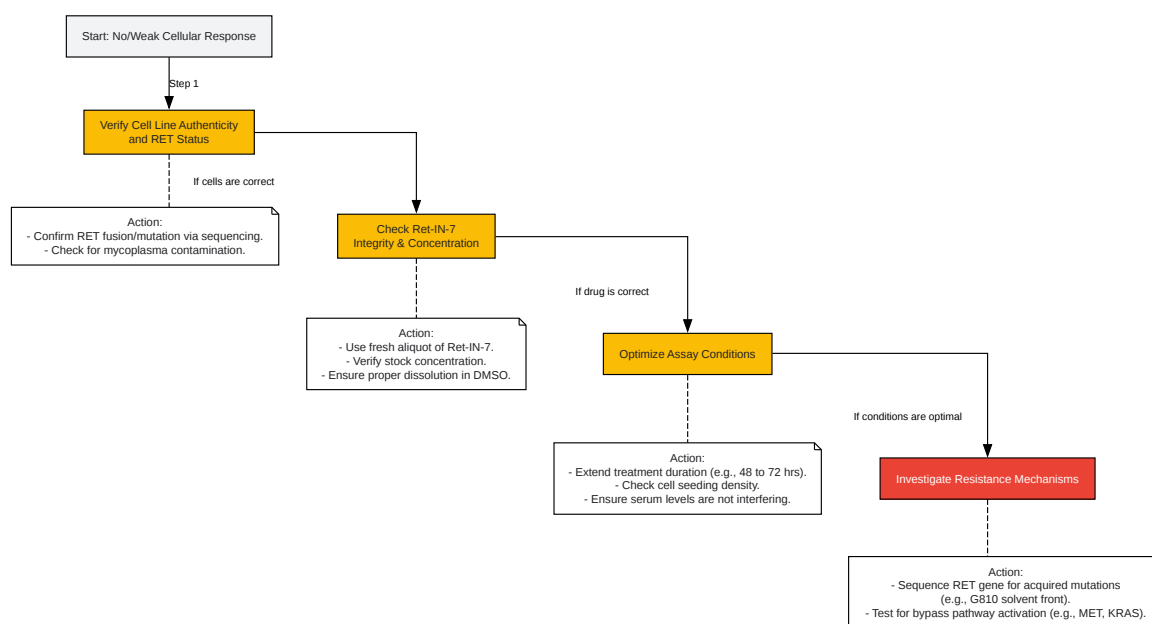 Start: No/Weak Cellular Response
Step 1
Verify Cell Line Authenticity
and RET Status
If cells are correct
Action:
- Confirm RET fusion/mutation via sequencing.
- Check for mycoplasma contamination.
Check Ret-IN-7
Integrity & Concentration
If drug is correct
Action:
- Use fresh aliquot of Ret-IN-7.
- Verify stock concentration.
- Ensure proper dissolution in DMSO.
Optimize Assay Conditions
If conditions are optimal
Action:
- Extend treatment duration (e.g., 48 to 72 hrs).
- Check cell seeding density.
- Ensure serum levels are not interfering.
Investigate Resistance Mechanisms
Action:
- Sequence RET gene for acquired mutations
(e.g., G810 solvent front).
- Test for bypass pathway activation (e.g., MET, KRAS).